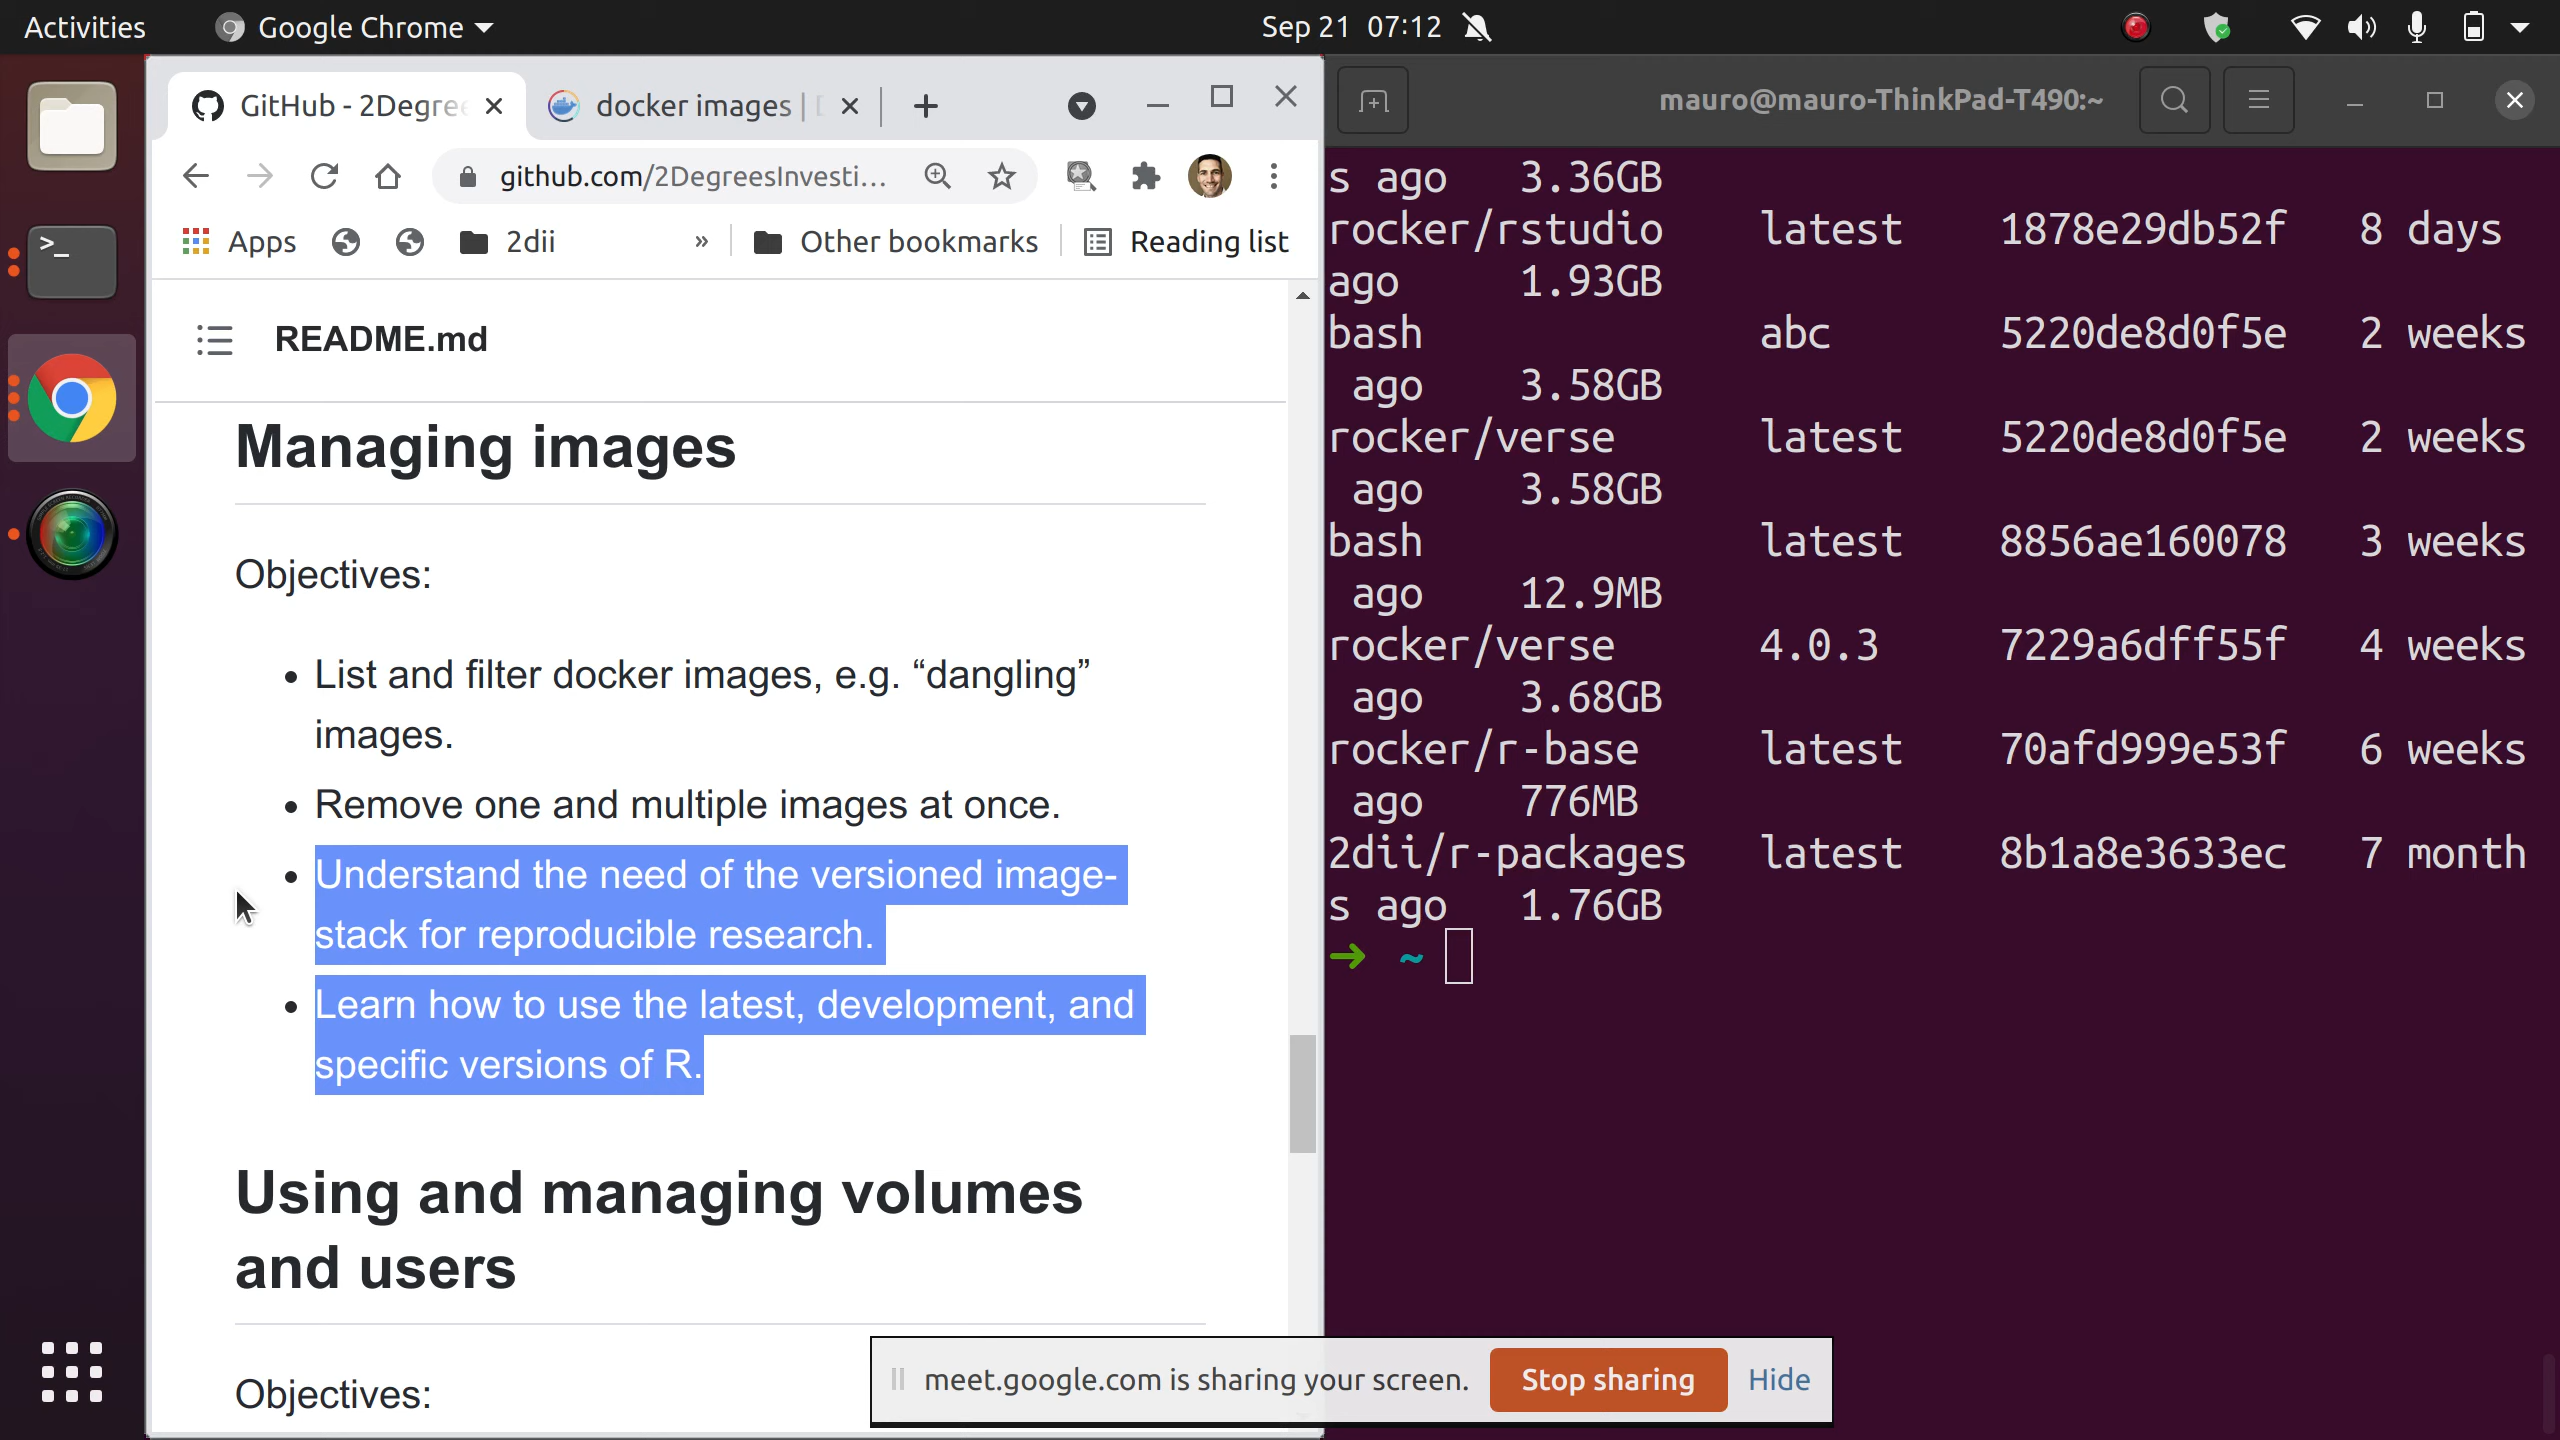 Activities
Google Chrome
Sep 21 07:12
GitHub - 2Degree
docker images |
github.com/2DegreesInvesti...
Apps
2dii
»
Other bookmarks
Reading list
README.md
Managing images
Objectives:
• List and filter docker images, e.g. “dangling”
images.
• Remove one and multiple images at once.
• Understand the need of the versioned image-
stack for reproducible research.
• Learn how to use the latest, development, and
specific versions of R.
Using and managing volumes
and users
Objectives:
mauro@mauro-ThinkPad-T490:~
s ago 3.36GB
rocker/rstudio latest 1878e29db52f 8 days
ago 1.93GB
bash abc 5220de8d0f5e 2 weeks
ago 3.58GB
rocker/verse latest 5220de8d0f5e 2 weeks
ago 3.58GB
bash latest 8856ae160078 3 weeks
ago 12.9MB
rocker/verse 4.0.3 7229a6dff55f 4 weeks
ago 3.68GB
rocker/r-base latest 70afd999e53f 6 weeks
ago 776MB
2dii/r-packages latest 8b1a8e3633ec 7 month
s ago 1.76GB
➜ ~
meet.google.com is sharing your screen.
Stop sharing
Hide